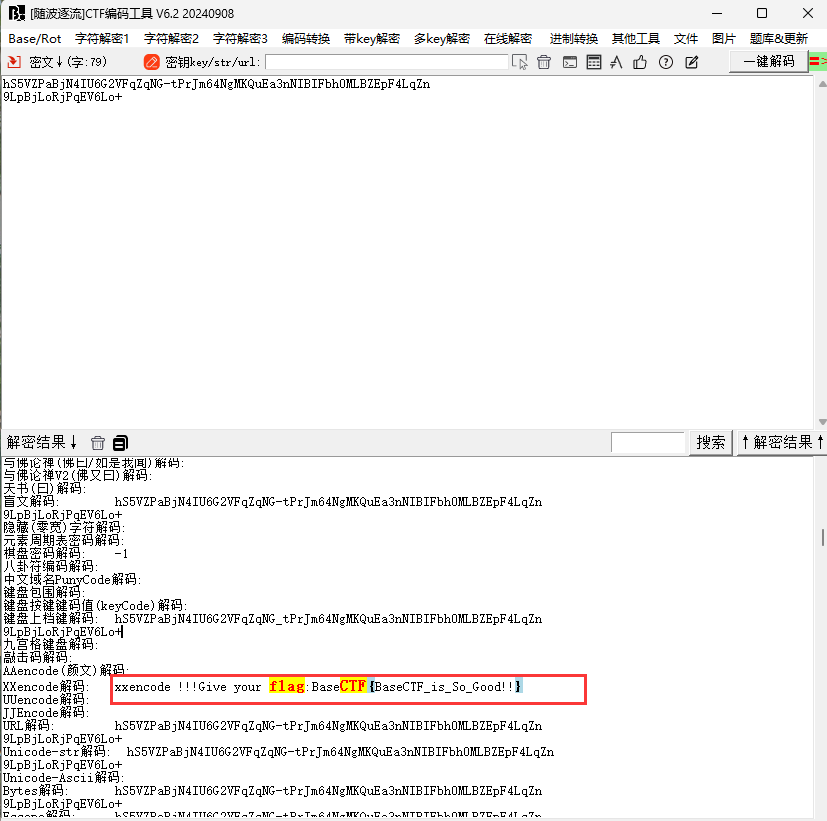 [随波逐流]CTF编码工具 V6.2 20240908
Base/Rot 字符解密1 字符解密2 字符解密3 编码转换 带key解密 多key解密 在线解密 进制转换 其他工具 文件 图片 题库&更新
密文↓(字:79) 密钥key/str/url: 一键解码 =>
hS5VZPaBjN4IU6G2VFqZqNG-tPrJm64NgMKQuEa3nNIBIFbh0MLBZEpF4LqZn
9LpBjLoRjPqEV6Lo+
解密结果↓ 搜索 ↑解密结果↑
与佛论禅(佛曰/如是我闻)解码:
与佛论禅V2(佛又曰)解码:
天书(曰)解码:
盲文解码: hS5VZPaBjN4IU6G2VFqZqNG-tPrJm64NgMKQuEa3nNIBIFbh0MLBZEpF4LqZn
9LpBjLoRjPqEV6Lo+
隐藏(零宽)字符解码:
元素周期表密码解码:
棋盘密码解码: -1
八卦符编码解码:
中文域名PunyCode解码:
键盘包围解码:
键盘按键键码值(keyCode)解码:
键盘上档键解码: hS5VZPaBjN4IU6G2VFqZqNG_tPrJm64NgMKQuEa3nNIBIFbh0MLBZEpF4LqZn
9LpBjLoRjPqEV6Lo+
九宫格键盘解码:
敲击码解码:
AAencode(颜文)解码:
XXencode解码: xxencode !!!Give your flag:BaseCTF{BaseCTF_is_So_Good!!}
UUencode解码:
JJEncode解码:
URL解码: hS5VZPaBjN4IU6G2VFqZqNG-tPrJm64NgMKQuEa3nNIBIFbh0MLBZEpF4LqZn
9LpBjLoRjPqEV6Lo+
Unicode-str解码: hS5VZPaBjN4IU6G2VFqZqNG-tPrJm64NgMKQuEa3nNIBIFbh0MLBZEpF4LqZn
9LpBjLoRjPqEV6Lo+
Unicode-Ascii解码:
Bytes解码: hS5VZPaBjN4IU6G2VFqZqNG-tPrJm64NgMKQuEa3nNIBIFbh0MLBZEpF4LqZn
9LpBjLoRjPqEV6Lo+
Escape解码: hS5VZPaBjN4IU6G2VFqZqNG-tPrJm64NgMKQuEa3nNIBIFbh0MLBZEpF4LqZn